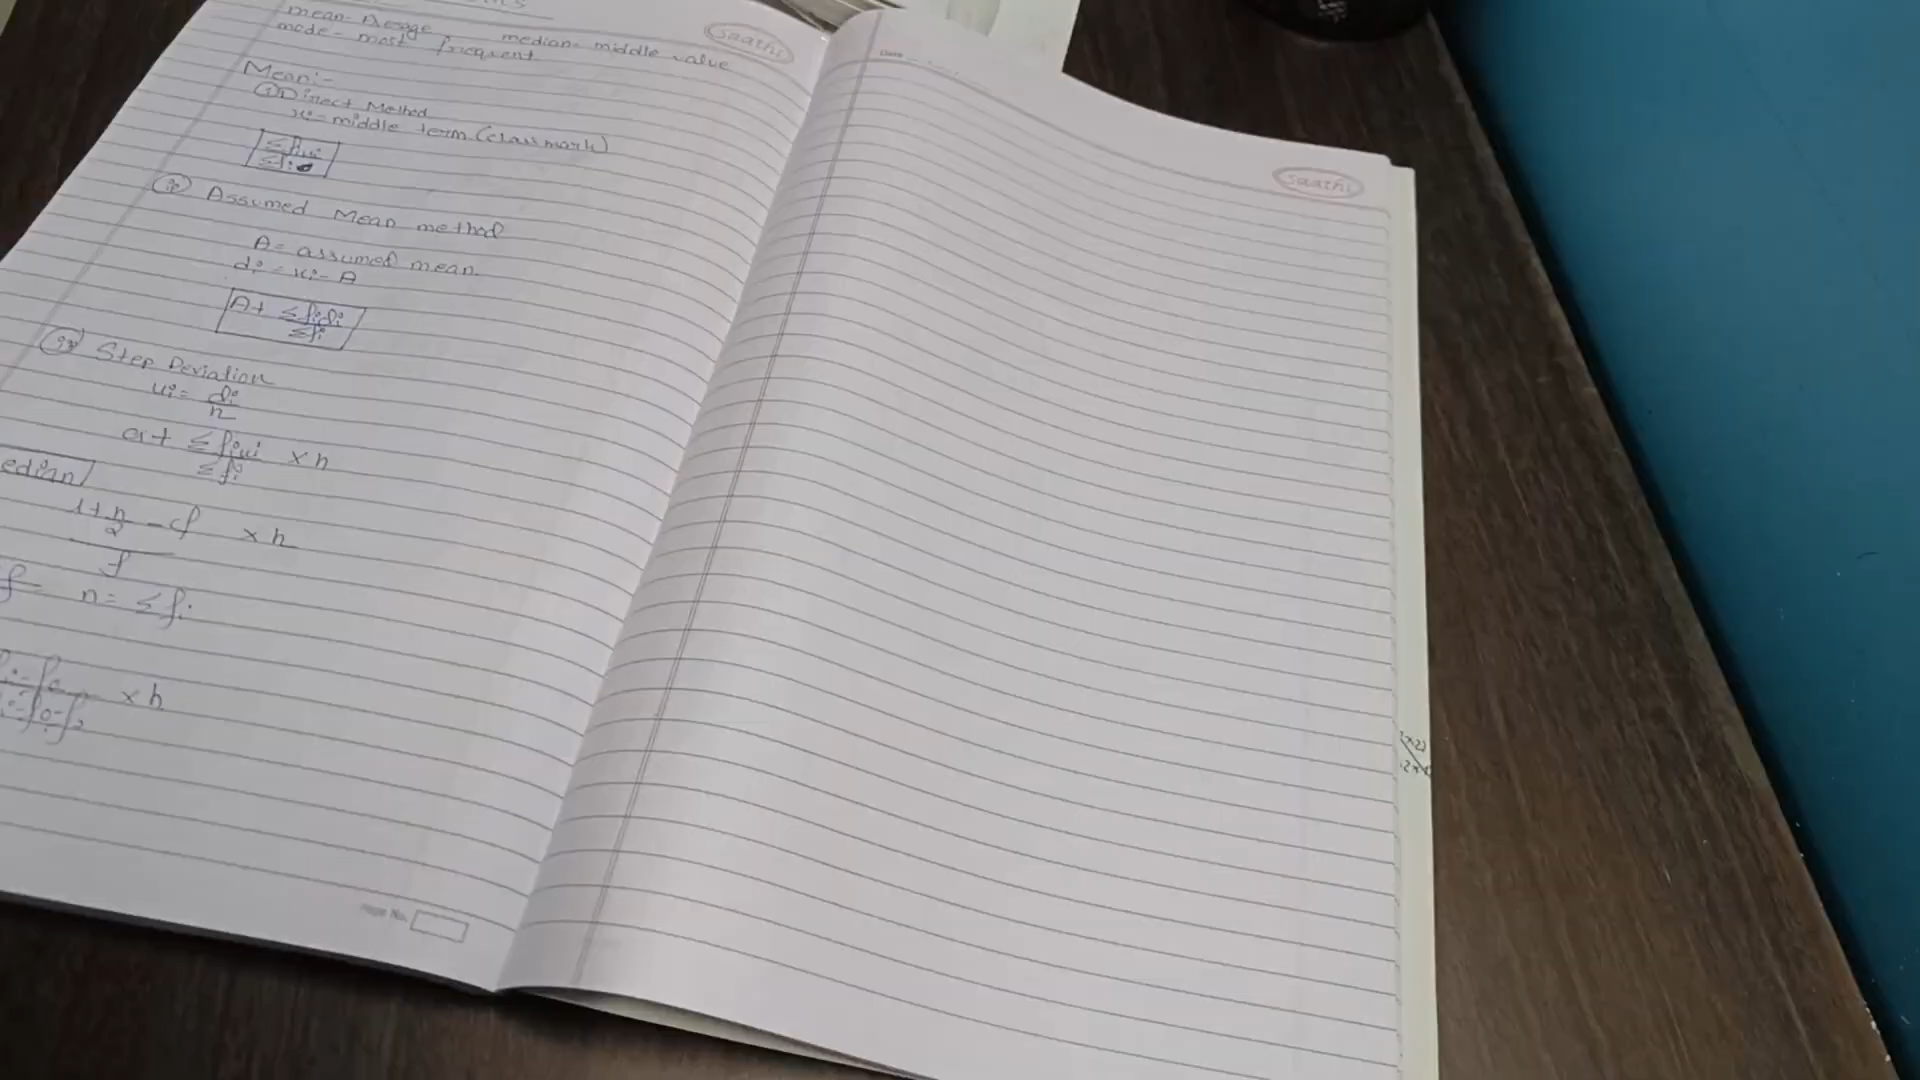 saathi
mean- Average median= middle value
mode- most frequent
Mean:-
(i) Direct Method
xi- middle term (class mark)
Σfixi
Σfi
(ii) Assumed Mean method
A= assumed mean
di = xi- A
A+ Σfidi
Σfi
Step Deviation
ui= di
h
a+ Σfiui × h
Σfi
edian
l+ n/2 - cf × h
f
f= n= Σfi
× h
Page No.
Date
saathi